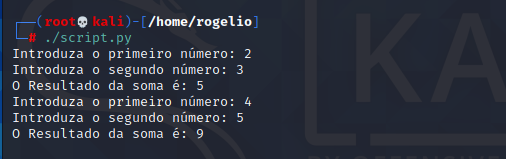 ┌──(root💀kali)-[/home/rogelio]
└─# ./script.py
Introduza o primeiro número: 2
Introduza o segundo número: 3
O Resultado da soma é: 5
Introduza o primeiro número: 4
Introduza o segundo número: 5
O Resultado da soma é: 9
KA